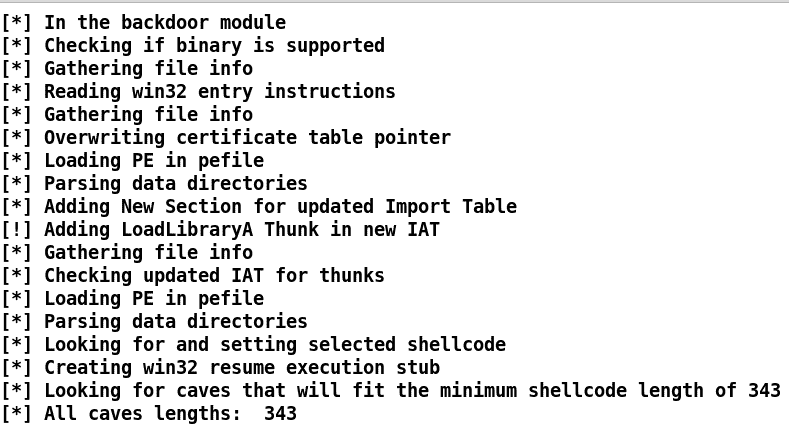 [*] In the backdoor module
[*] Checking if binary is supported
[*] Gathering file info
[*] Reading win32 entry instructions
[*] Gathering file info
[*] Overwriting certificate table pointer
[*] Loading PE in pefile
[*] Parsing data directories
[*] Adding New Section for updated Import Table
[!] Adding LoadLibraryA Thunk in new IAT
[*] Gathering file info
[*] Checking updated IAT for thunks
[*] Loading PE in pefile
[*] Parsing data directories
[*] Looking for and setting selected shellcode
[*] Creating win32 resume execution stub
[*] Looking for caves that will fit the minimum shellcode length of 343
[*] All caves lengths:  343